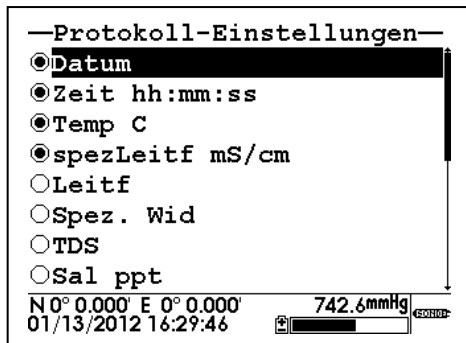 Protokoll-Einstellungen
Datum
Zeit hh:mm:ss
Temp C
spezLeitf mS/cm
Leitf
Spez. Wid
TDS
Sal ppt
N 0° 0.000' E 0° 0.000' 742.6mmHg
01/13/2012 16:29:46